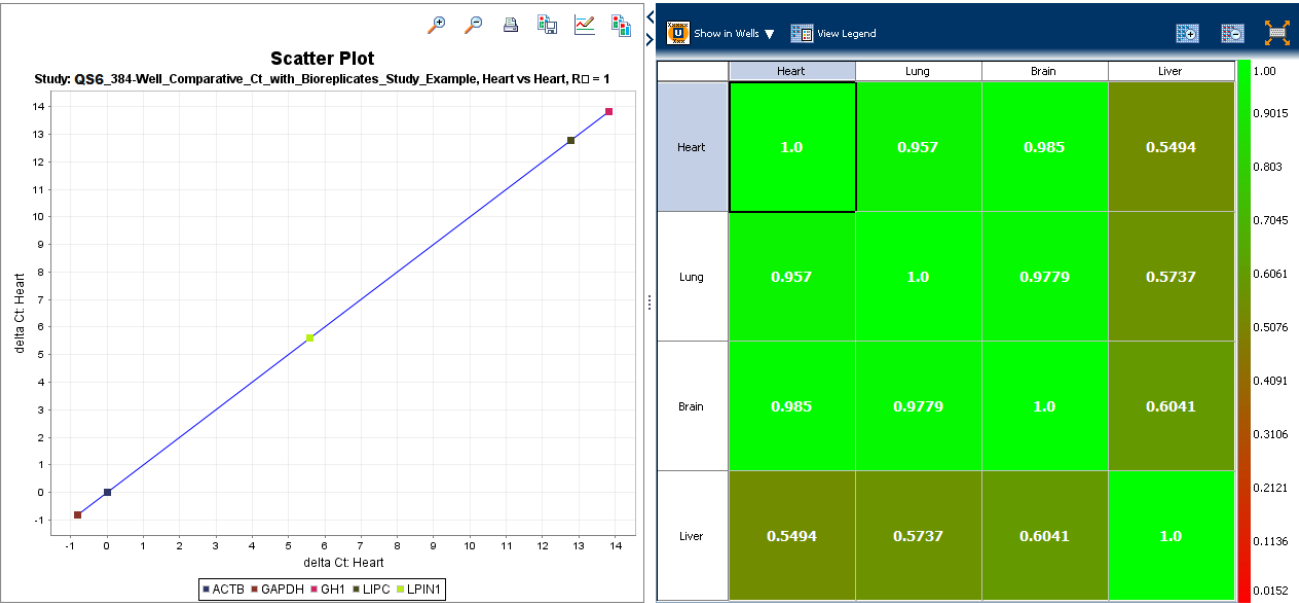 Scatter Plot
Study: QS6_384-Well_Comparative_Ct_with_Bioreplicates_Study_Example, Heart vs Heart, R□ = 1
14
13
12
11
10
9
8
7
6
5
4
3
2
1
0
-1
delta Ct: Heart
-1 0 1 2 3 4 5 6 7 8 9 10 11 12 13 14
delta Ct: Heart
ACTB GAPDH GH1 LIPC LPIN1
U Show in Wells ▼ View Legend
Heart Lung Brain Liver
Heart 1.0 0.957 0.985 0.5494
Lung 0.957 1.0 0.9779 0.5737
Brain 0.985 0.9779 1.0 0.6041
Liver 0.5494 0.5737 0.6041 1.0
1.00
0.9015
0.803
0.7045
0.6061
0.5076
0.4091
0.3106
0.2121
0.1136
0.0152